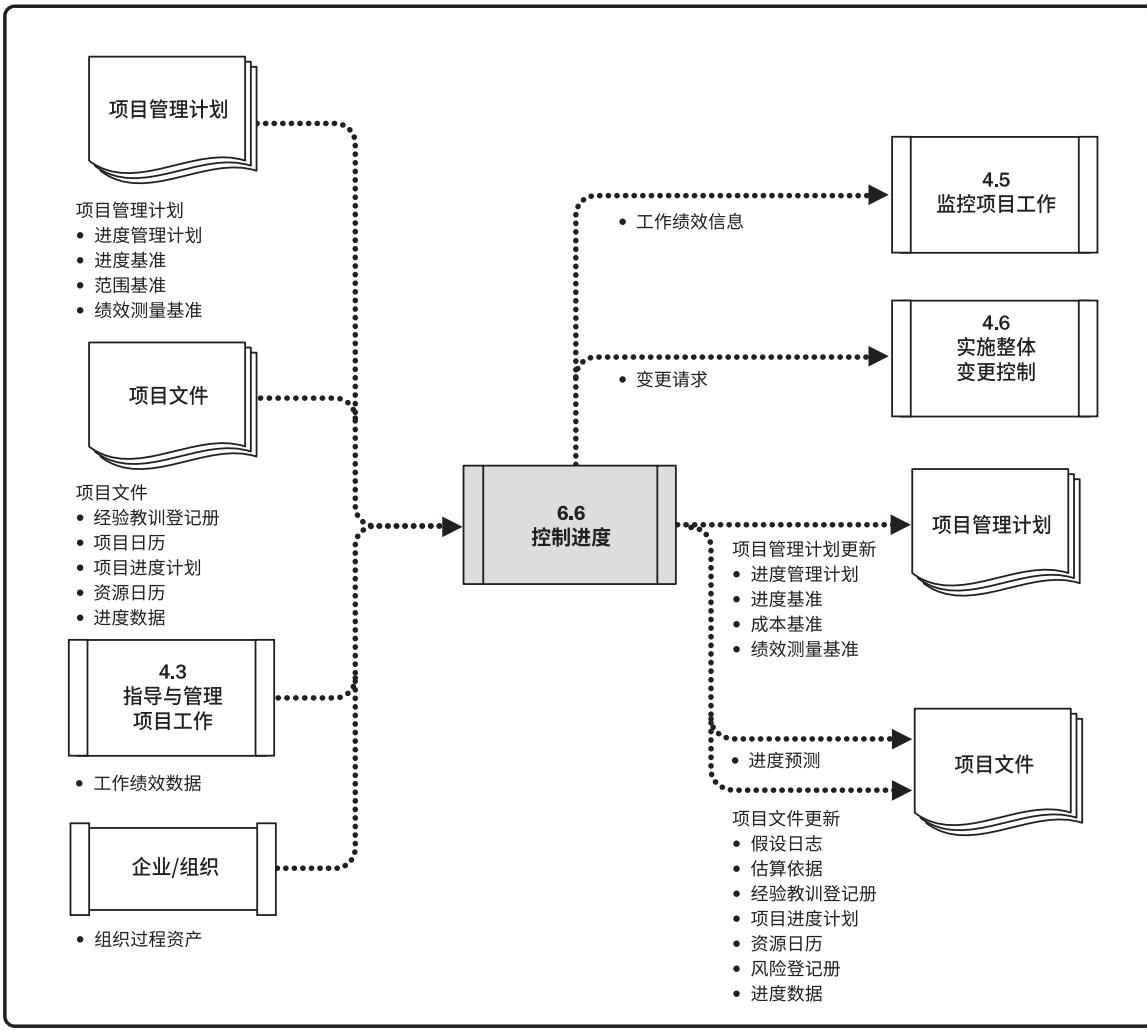 项目管理计划
项目管理计划
• 进度管理计划
• 进度基准
• 范围基准
• 绩效测量基准
项目文件
项目文件
• 经验教训登记册
• 项目日历
• 项目进度计划
• 资源日历
• 进度数据
4.3
指导与管理
项目工作
• 工作绩效数据
企业/组织
• 组织过程资产
6.6
控制进度
4.5
监控项目工作
• 工作绩效信息
4.6
实施整体
变更控制
• 变更请求
项目管理计划
项目管理计划更新
• 进度管理计划
• 进度基准
• 成本基准
• 绩效测量基准
项目文件
• 进度预测
项目文件更新
• 假设日志
• 估算依据
• 经验教训登记册
• 项目进度计划
• 资源日历
• 风险登记册
• 进度数据